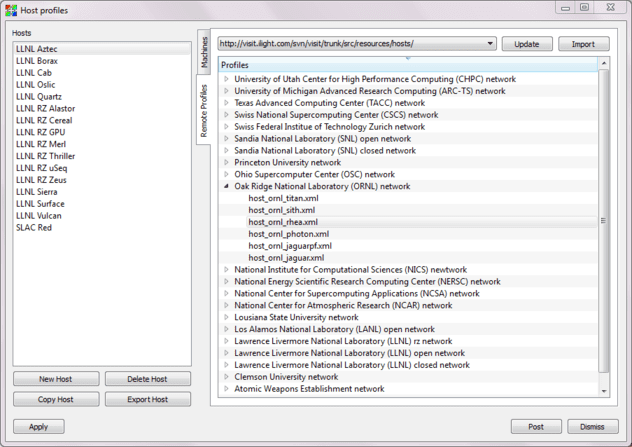 Host profiles
Hosts
LLNL Aztec
LLNL Borax
LLNL Cab
LLNL Oslic
LLNL Quartz
LLNL RZ Alastor
LLNL RZ Cereal
LLNL RZ GPU
LLNL RZ Merl
LLNL RZ Thriller
LLNL RZ uSeq
LLNL RZ Zeus
LLNL Sierra
LLNL Surface
LLNL Vulcan
SLAC Red
New Host
Delete Host
Copy Host
Export Host
Machines
Remote Profiles
http://visit.ilight.com/svn/visit/trunk/src/resources/hosts/
Update
Import
Profiles
University of Utah Center for High Performance Computing (CHPC) network
University of Michigan Advanced Research Computing (ARC-TS) network
Texas Advanced Computing Center (TACC) network
Swiss National Supercomputing Center (CSCS) network
Swiss Federal Institute of Technology Zurich network
Sandia National Laboratory (SNL) open network
Sandia National Laboratory (SNL) closed network
Princeton University network
Ohio Supercomputer Center (OSC) network
Oak Ridge National Laboratory (ORNL) network
host_ornl_titan.xml
host_ornl_sith.xml
host_ornl_rhea.xml
host_ornl_photon.xml
host_ornl_jaguarpf.xml
host_ornl_jaguar.xml
National Institute for Computational Sciences (NICS) newtwork
National Energy Scientific Research Computing Center (NERSC) network
National Center for Supercomputing Applications (NCSA) network
National Center for Atmospheric Research (NCAR) network
Lousiana State University network
Los Alamos National Laboratory (LANL) open network
Lawrence Livermore National Laboratory (LLNL) rz network
Lawrence Livermore National Laboratory (LLNL) open network
Lawrence Livermore National Laboratory (LLNL) closed network
Clemson University network
Atomic Weapons Establishment network
Apply
Post
Dismiss